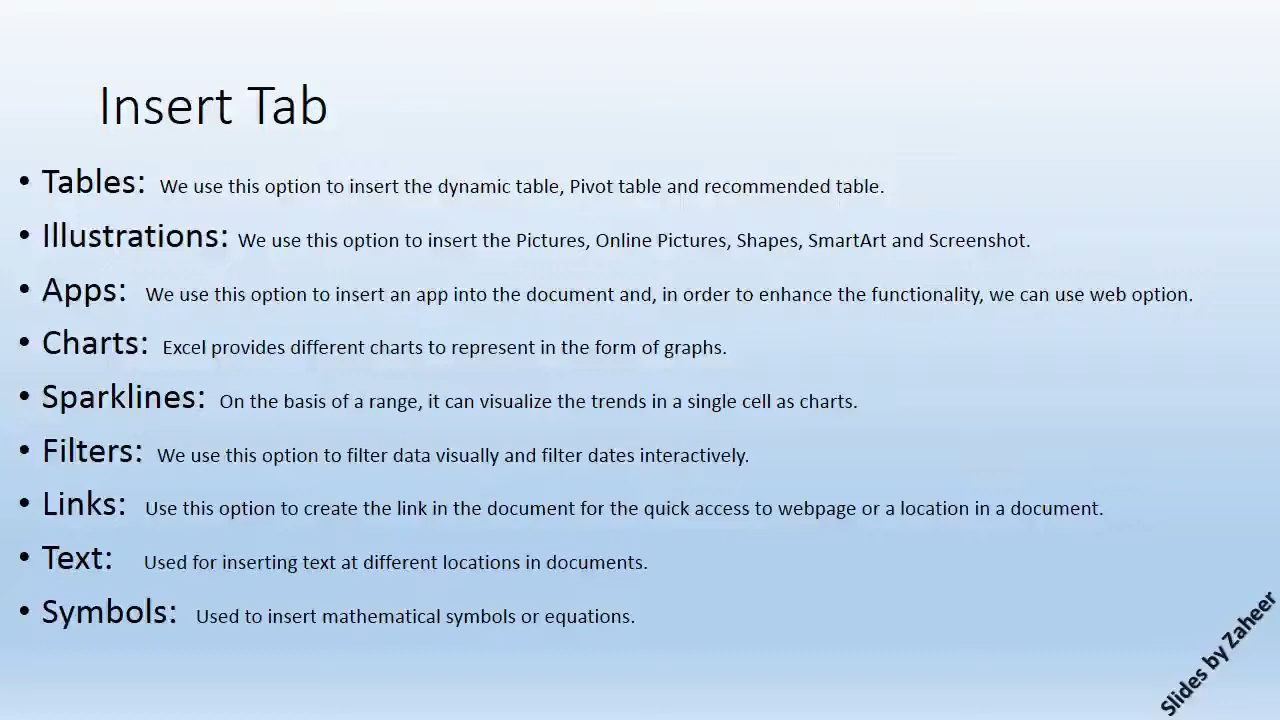 Insert Tab
• Tables: We use this option to insert the dynamic table, Pivot table and recommended table.
• Illustrations: We use this option to insert the Pictures, Online Pictures, Shapes, SmartArt and Screenshot.
• Apps: We use this option to insert an app into the document and, in order to enhance the functionality, we can use web option.
• Charts: Excel provides different charts to represent in the form of graphs.
• Sparklines: On the basis of a range, it can visualize the trends in a single cell as charts.
• Filters: We use this option to filter data visually and filter dates interactively.
• Links: Use this option to create the link in the document for the quick access to webpage or a location in a document.
• Text: Used for inserting text at different locations in documents.
• Symbols: Used to insert mathematical symbols or equations.
Slides by Zaheer